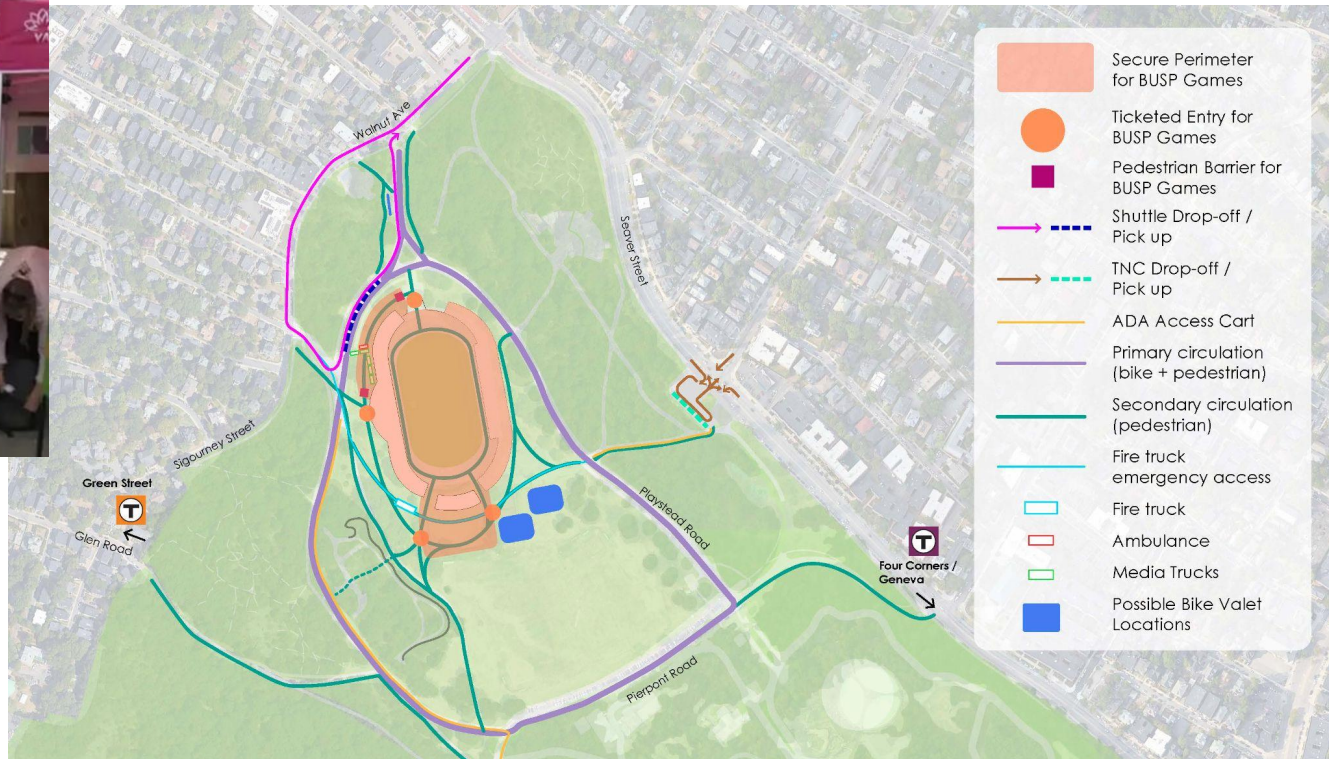 Walnut Ave
Seaver Street
Sigourney Street
Green Street
T
Glen Road
Playstead Road
T
Four Corners /
Geneva
Pierpont Road
Secure Perimeter
for BUSP Games
Ticketed Entry for
BUSP Games
Pedestrian Barrier for
BUSP Games
Shuttle Drop-off /
Pick up
TNC Drop-off /
Pick up
ADA Access Cart
Primary circulation
(bike + pedestrian)
Secondary circulation
(pedestrian)
Fire truck
emergency access
Fire truck
Ambulance
Media Trucks
Possible Bike Valet
Locations